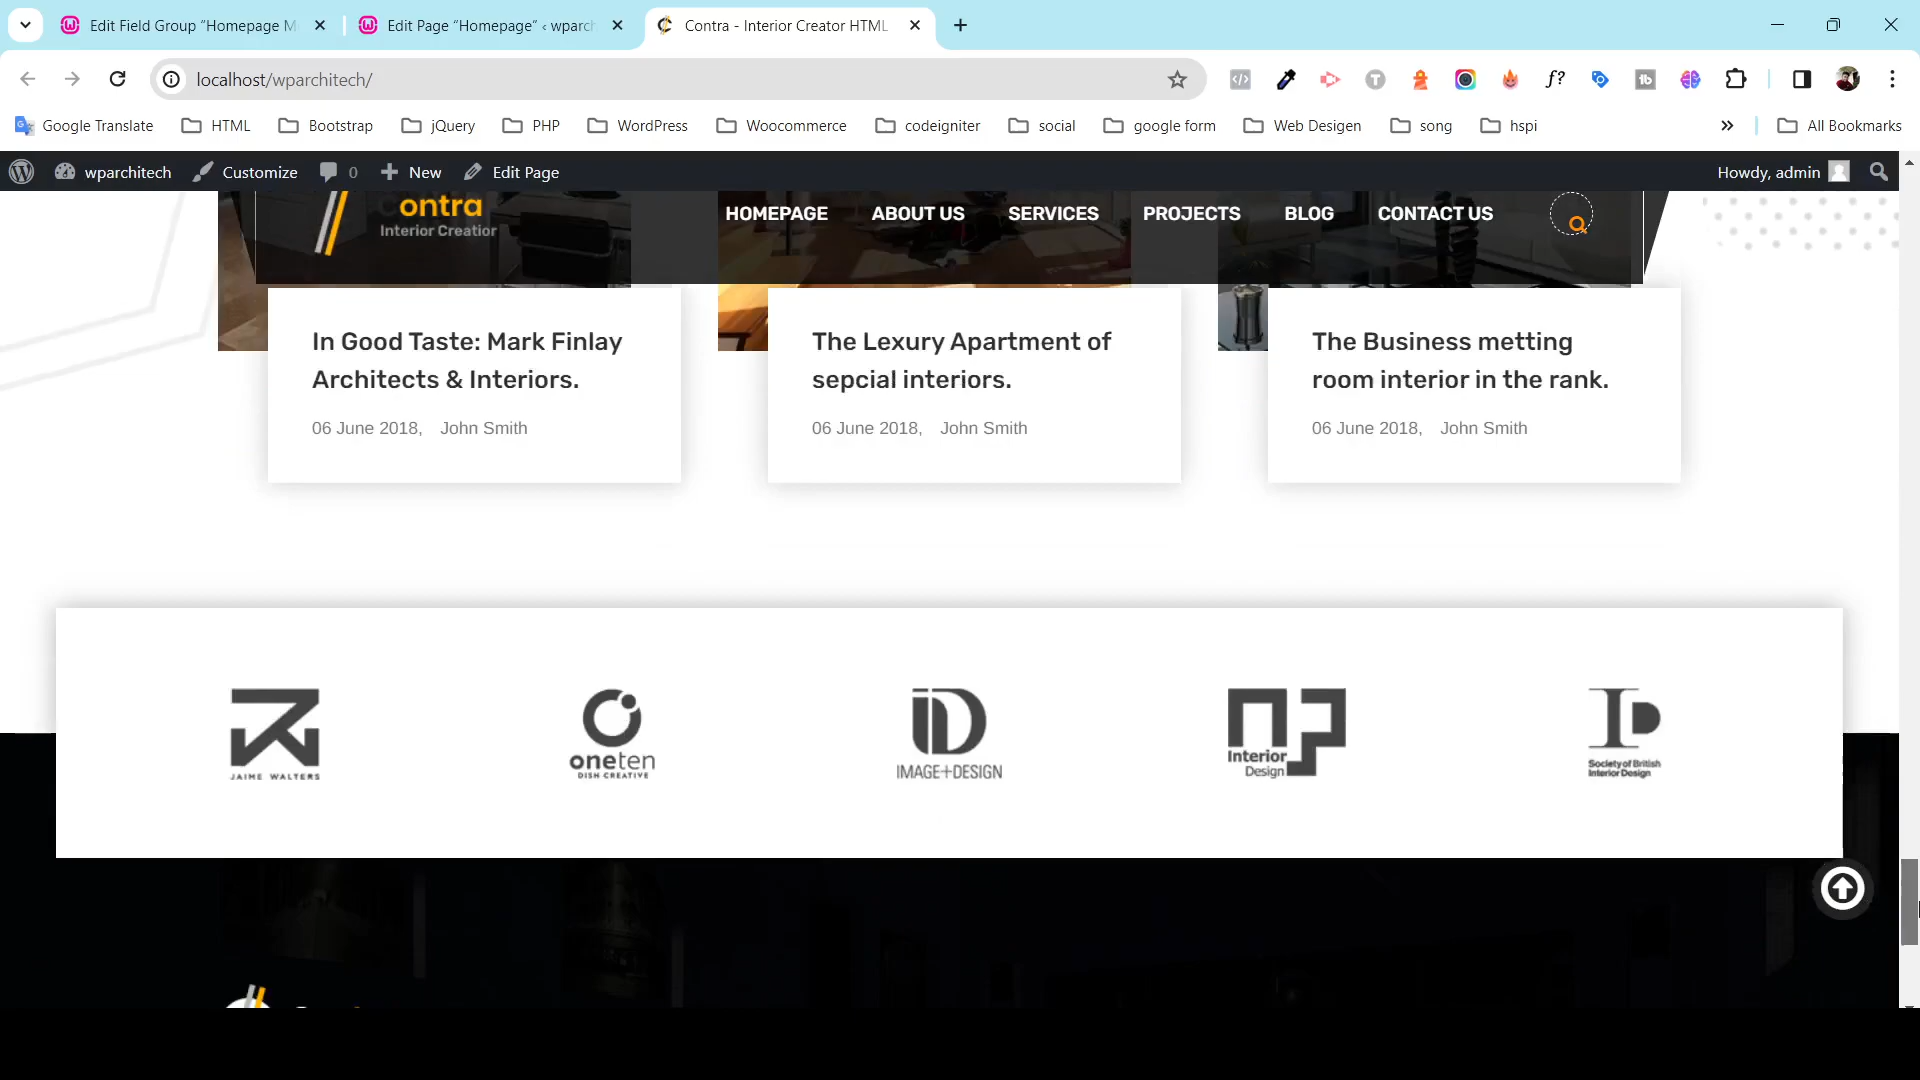 Edit Field Group “Homepage M
Edit Page “Homepage” ‹ wparch
Contra - Interior Creator HTML
localhost/wparchitech/
Google Translate
HTML
Bootstrap
jQuery
PHP
WordPress
Woocommerce
codeigniter
social
google form
Web Desigen
song
hspi
All Bookmarks
wparchitech
Customize
0
New
Edit Page
Howdy, admin
Contra
Interior Creatior
HOMEPAGE
ABOUT US
SERVICES
PROJECTS
BLOG
CONTACT US
In Good Taste: Mark Finlay
Architects & Interiors.
06 June 2018, John Smith
The Lexury Apartment of
sepcial interiors.
06 June 2018, John Smith
The Business metting
room interior in the rank.
06 June 2018, John Smith
JAIME WALTERS
oneten
DISH CREATIVE
iD
IMAGE+DESIGN
Interior
Design
Society of British
Interior Design